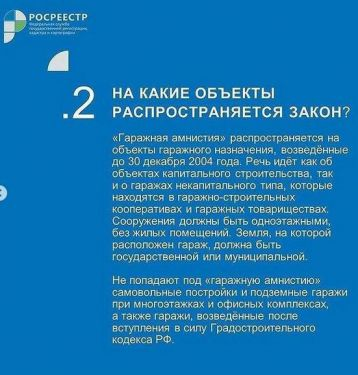 РОСРЕЕСТР
Федеральная служба
государственной регистрации,
кадастра и картографии
.2
НА КАКИЕ ОБЪЕКТЫ
РАСПРОСТРАНЯЕТСЯ ЗАКОН?
«Гаражная амнистия» распространяется на
объекты гаражного назначения, возведённые
до 30 декабря 2004 года. Речь идёт как об
объектах капитального строительства, так
и о гаражах некапитального типа, которые
находятся в гаражно-строительных
кооперативах и гаражных товариществах.
Сооружения должны быть одноэтажными,
без жилых помещений. Земля, на которой
расположен гараж, должна быть
государственной или муниципальной.
Не попадают под «гаражную амнистию»
самовольные постройки и подземные гаражи
при многоэтажках и офисных комплексах,
а также гаражи, возведённые после
вступления в силу Градостроительного
кодекса РФ.